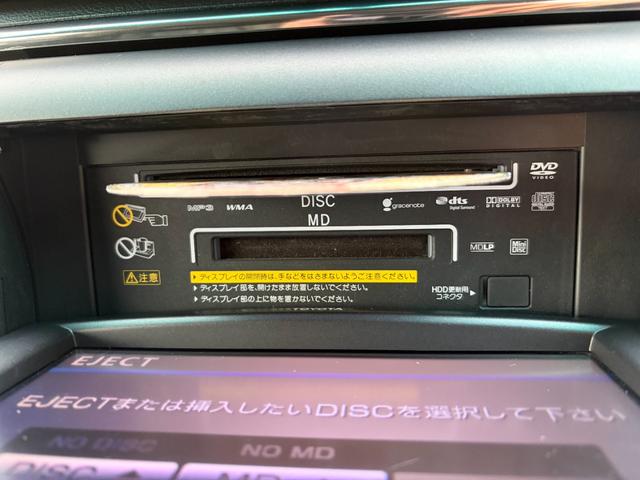 DVD
VIDEO
MP3 WMA DISC gracenote dts DOLBY
Digital Surround DIGITAL
MD
MDLP Mini Disc
⚠注意
▶ディスプレイの開閉時は、手などをはさまないようご注意ください。
▶ディスプレイ部を、開けたまま放置しないでください。
▶ディスプレイ部の上に物を置かないでください。
HDD更新用
コネクタ
TOYOTA
EJECT
EJECTまたは挿入したいDISCを選択して下さい
NO DISC NO MD
DISC MD